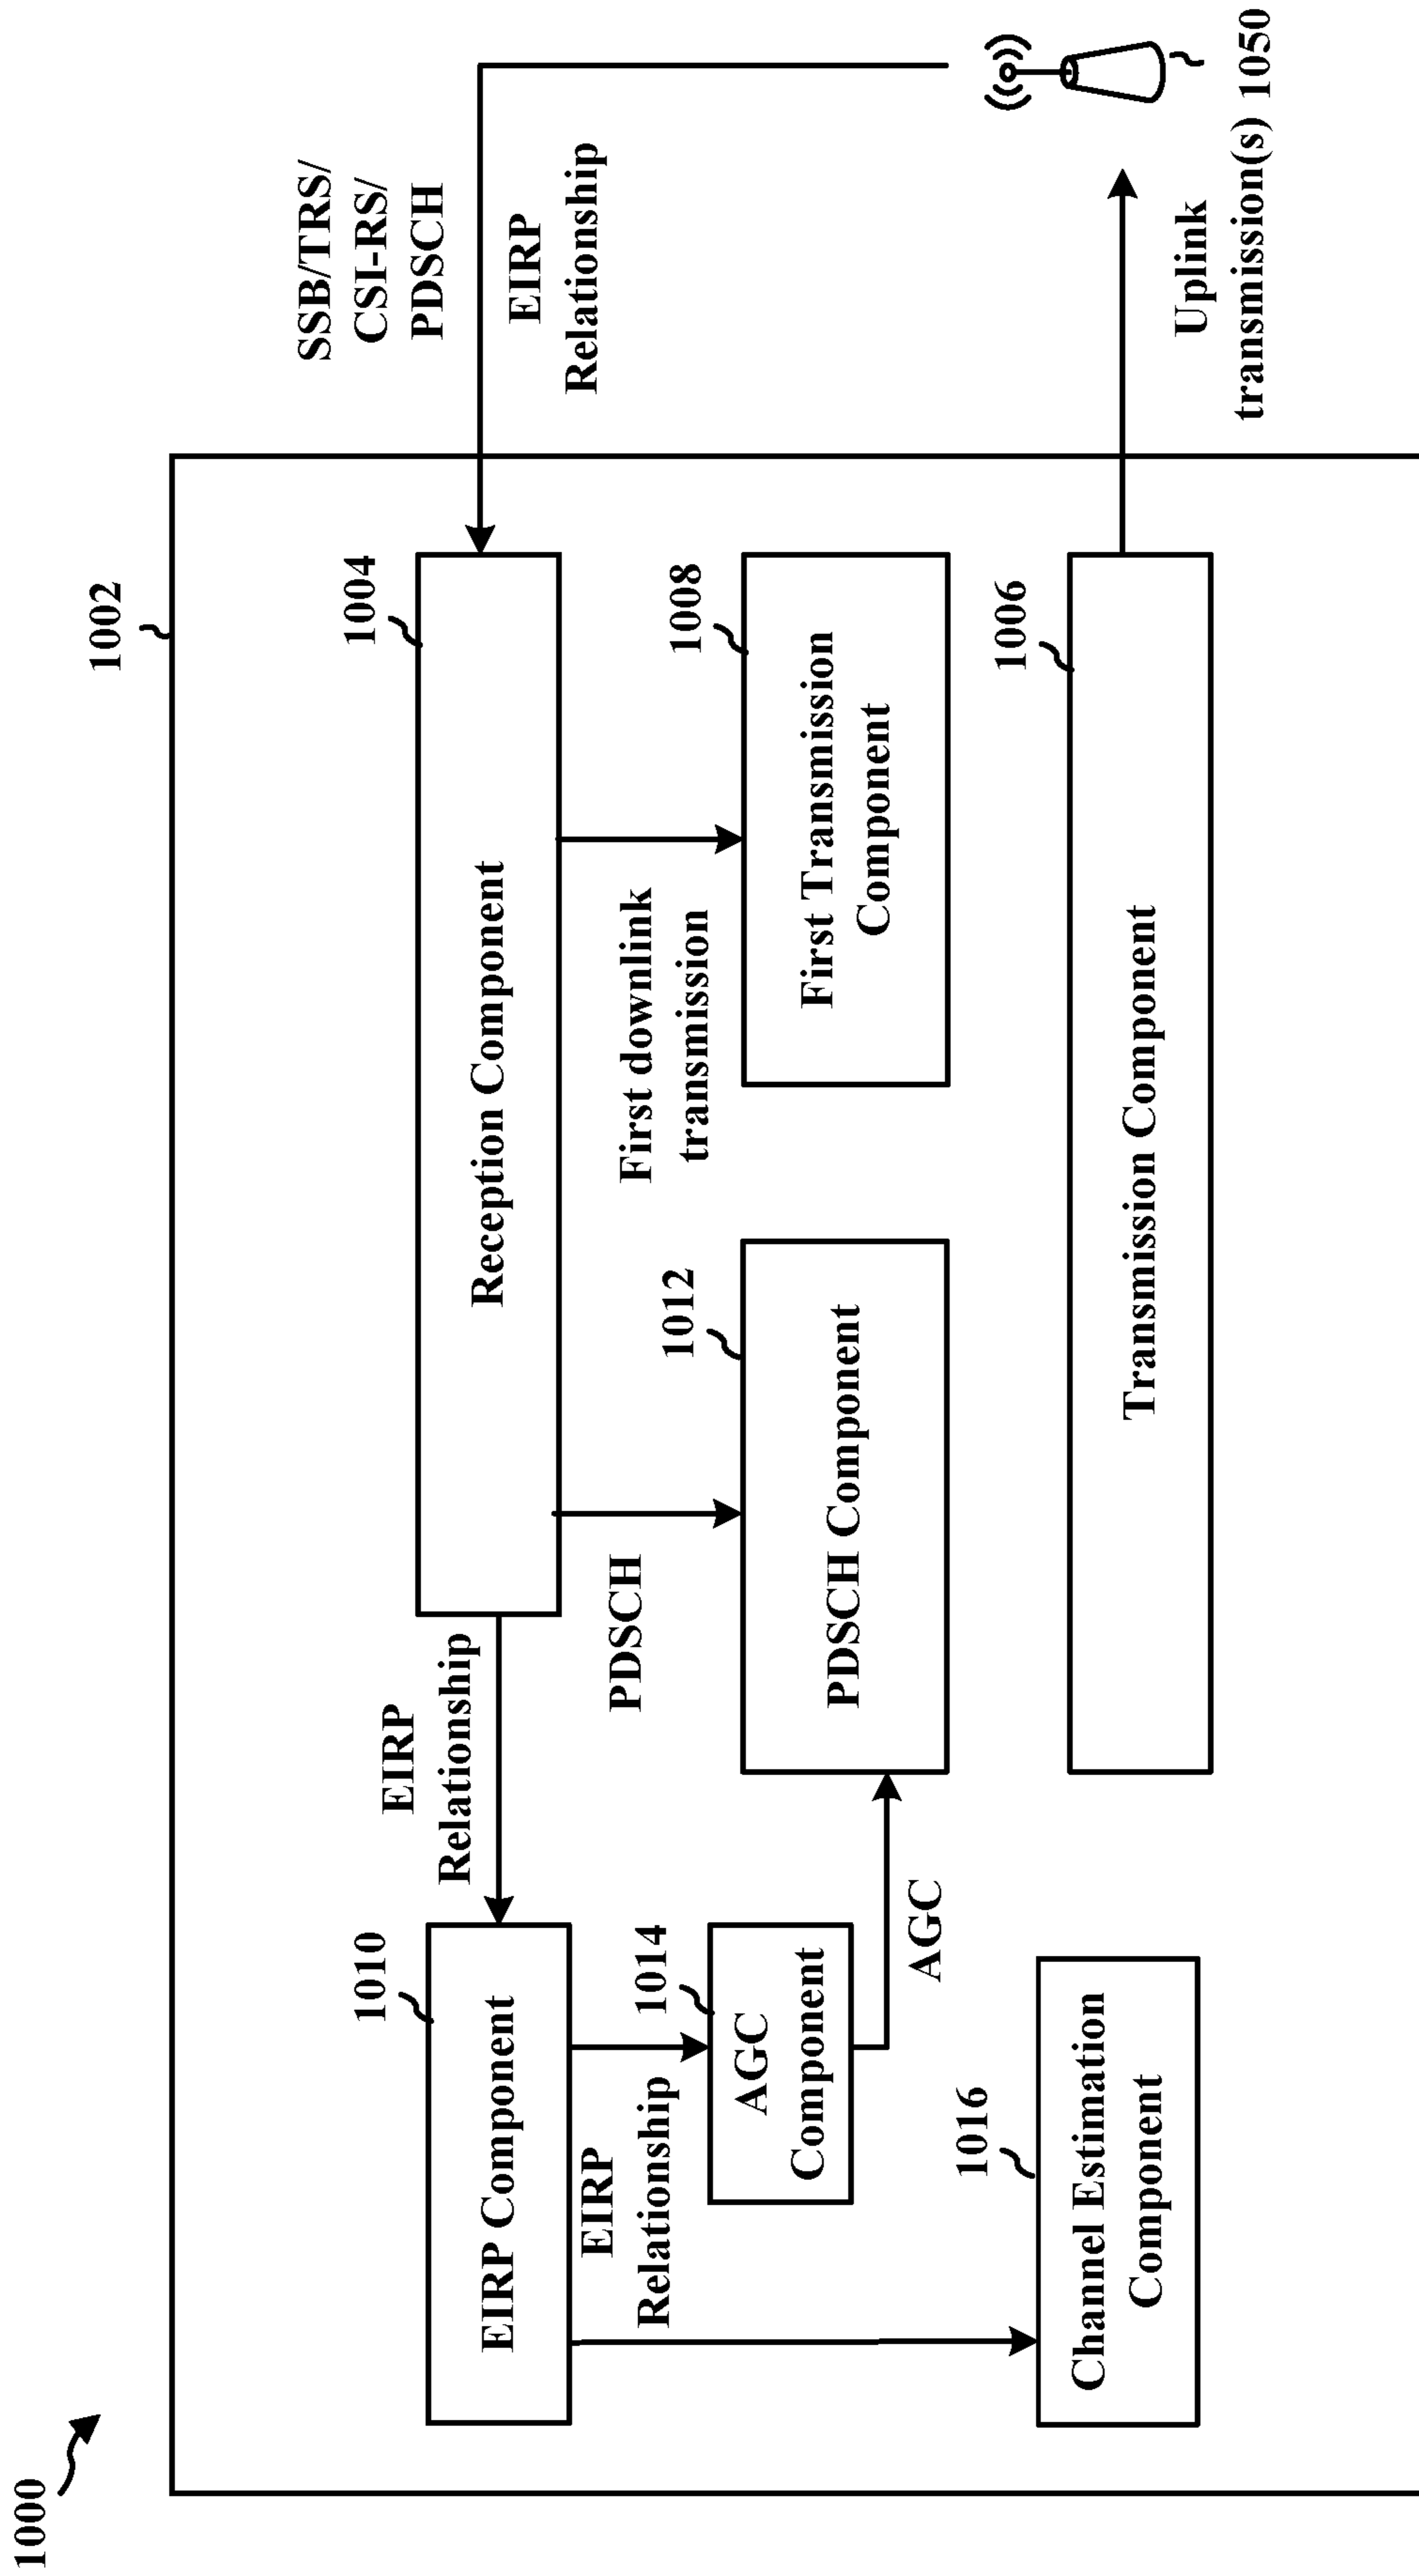 1000
1002
SSB/TRS/
CSI-RS/
PDSCH
EIRP
Relationship
1004
Reception Component
EIRP
Relationship
1010
EIRP Component
PDSCH
First downlink
transmission
1008
First Transmission
Component
1012
PDSCH Component
EIRP
Relationship
1014
AGC
Component
AGC
1016
Channel Estimation
Component
1006
Transmission Component
Uplink
transmission(s)
1050